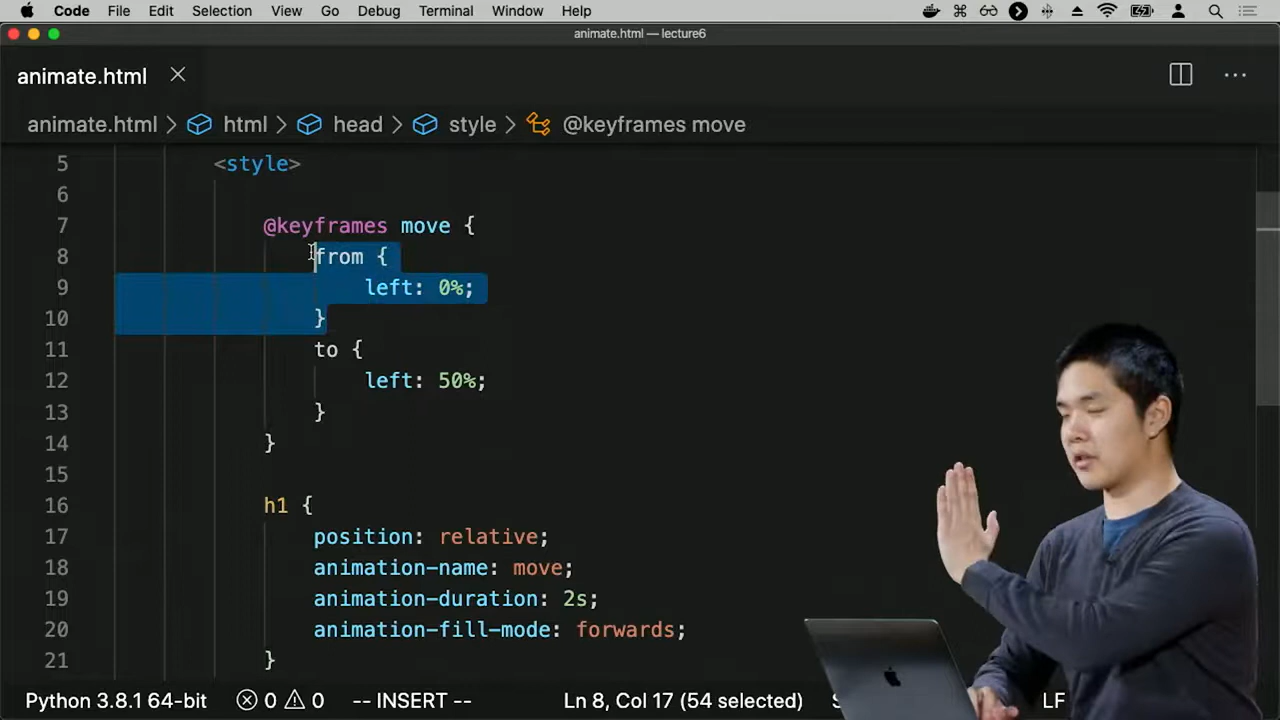 Code File Edit Selection View Go Debug Terminal Window Help
animate.html — lecture6
animate.html
animate.html > html > head > style > @keyframes move
5 <style>
6
7 @keyframes move {
8 from {
9 left: 0%;
10 }
11 to {
12 left: 50%;
13 }
14 }
15
16 h1 {
17 position: relative;
18 animation-name: move;
19 animation-duration: 2s;
20 animation-fill-mode: forwards;
21 }
Python 3.8.1 64-bit 0 0 -- INSERT -- Ln 8, Col 17 (54 selected) LF